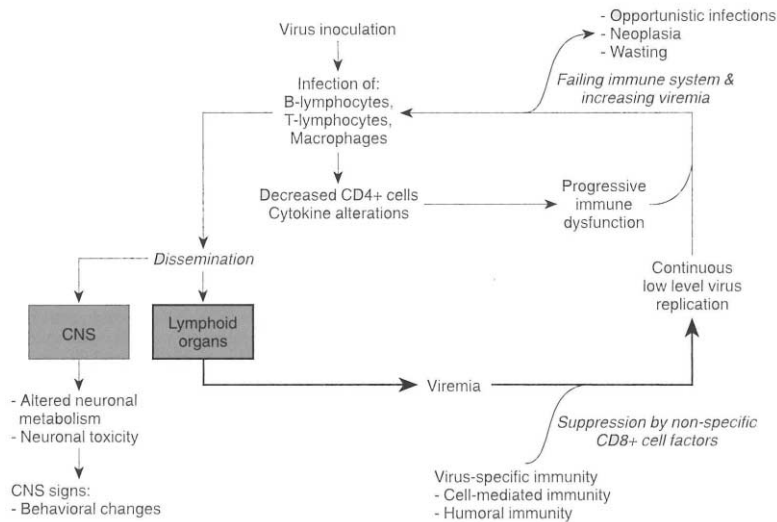 Virus inoculation
- Opportunistic infections
- Neoplasia
- Wasting
Failing immune system &
increasing viremia
Infection of:
B-lymphocytes,
T-lymphocytes,
Macrophages
Decreased CD4+ cells
Cytokine alterations
Progressive
immune
dysfunction
Dissemination
Continuous
low level virus
replication
CNS
Lymphoid
organs
Viremia
- Altered neuronal
metabolism
- Neuronal toxicity
Suppression by non-specific
CD8+ cell factors
CNS signs:
- Behavioral changes
Virus-specific immunity
- Cell-mediated immunity
- Humoral immunity